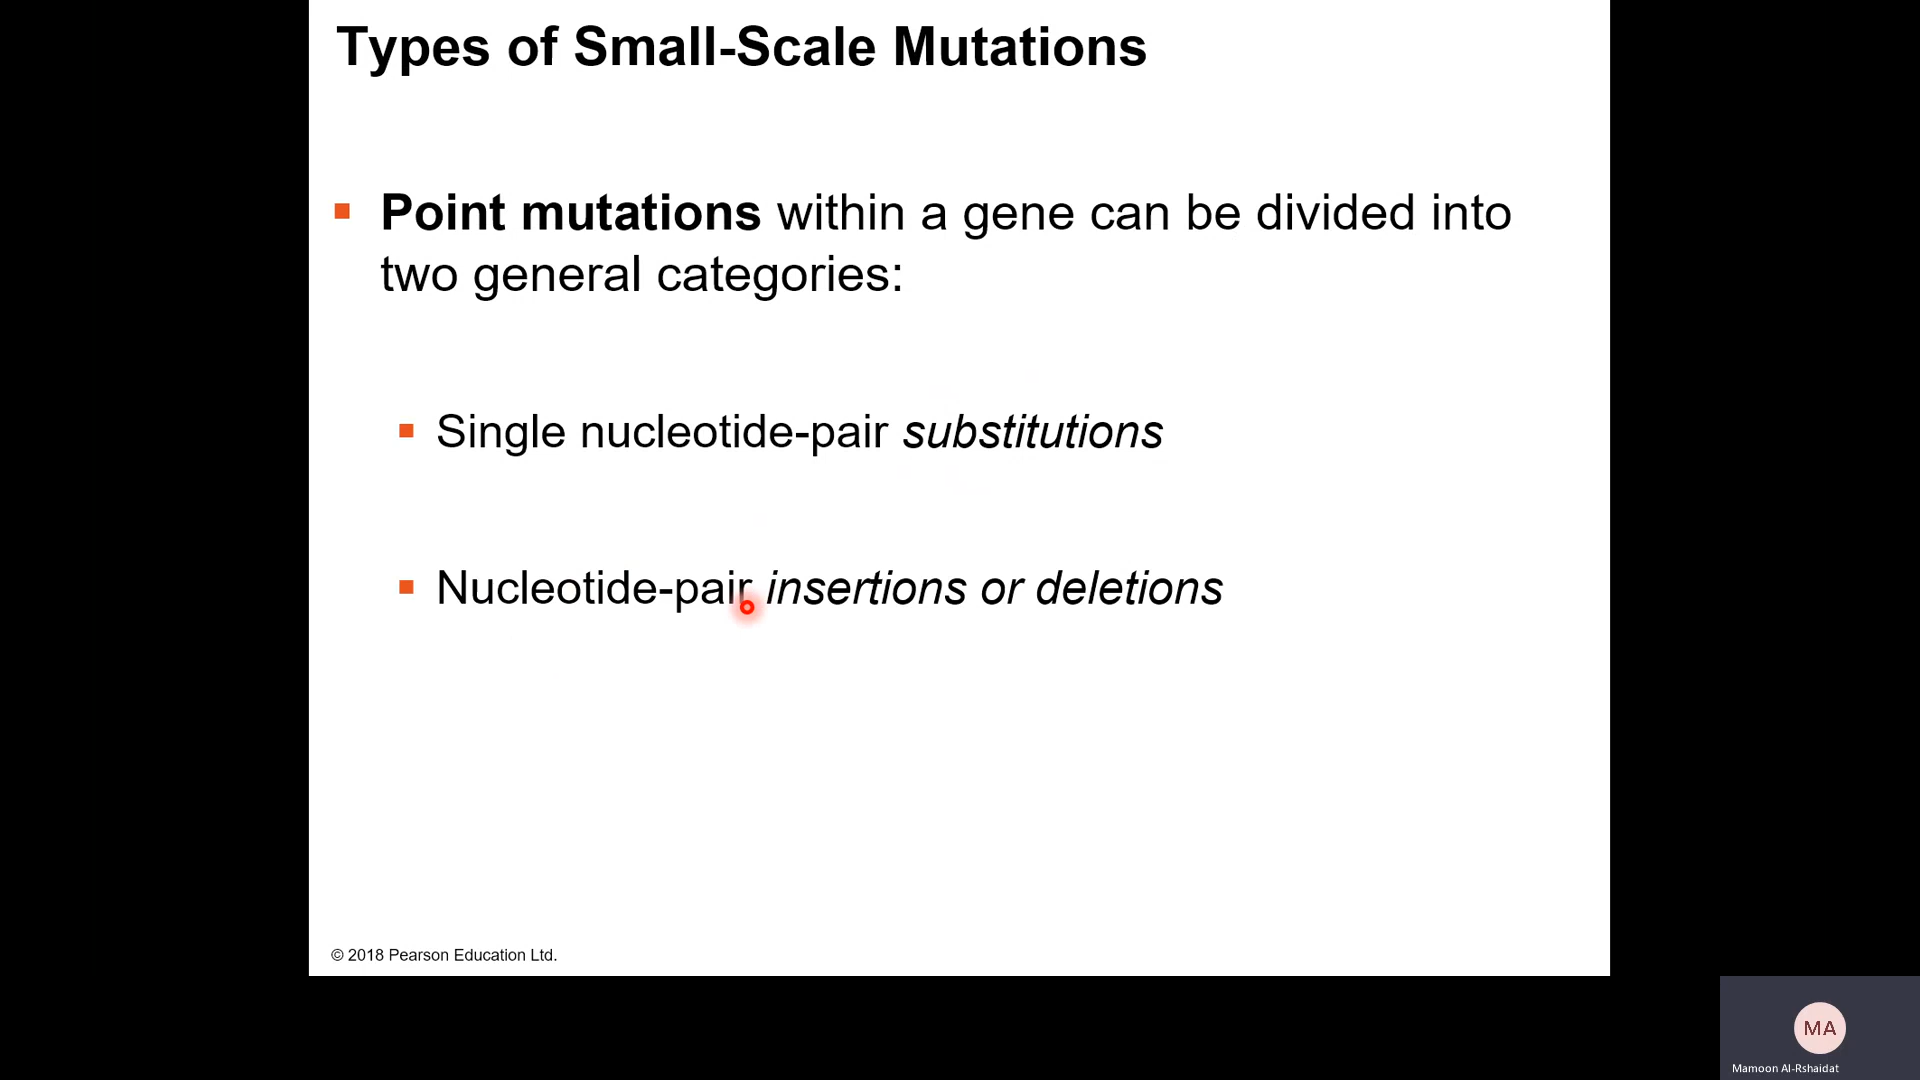 Types of Small-Scale Mutations
Point mutations within a gene can be divided into
two general categories:
Single nucleotide-pair substitutions
Nucleotide-pair insertions or deletions
© 2018 Pearson Education Ltd.
MA
Mamoon Al-Rshaidat